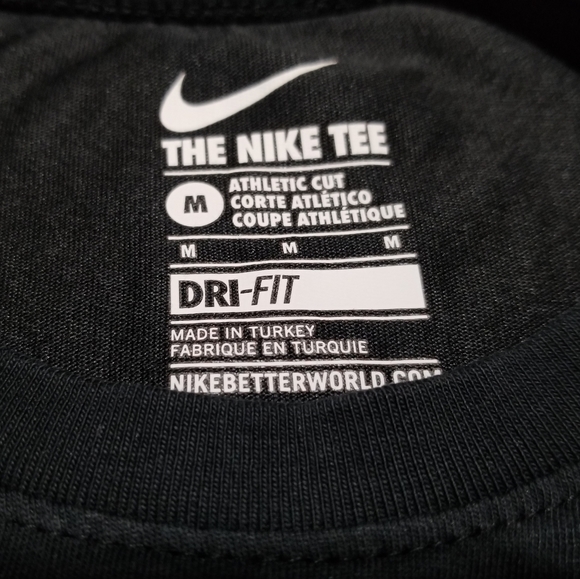 THE NIKE TEE
M
ATHLETIC CUT
CORTE ATLÉTICO
COUPE ATHLÉTIQUE
M M M
DRI-FIT
MADE IN TURKEY
FABRIQUE EN TURQUIE
NIKEBETTERWORLD.COM